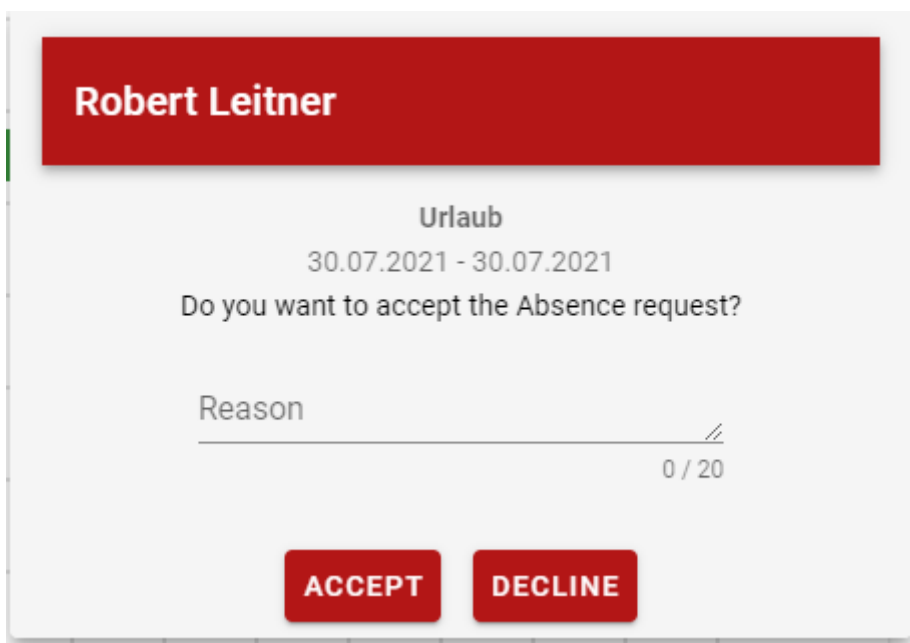 Robert Leitner
Urlaub
30.07.2021 - 30.07.2021
Do you want to accept the Absence request?
Reason
0 / 20
ACCEPT DECLINE